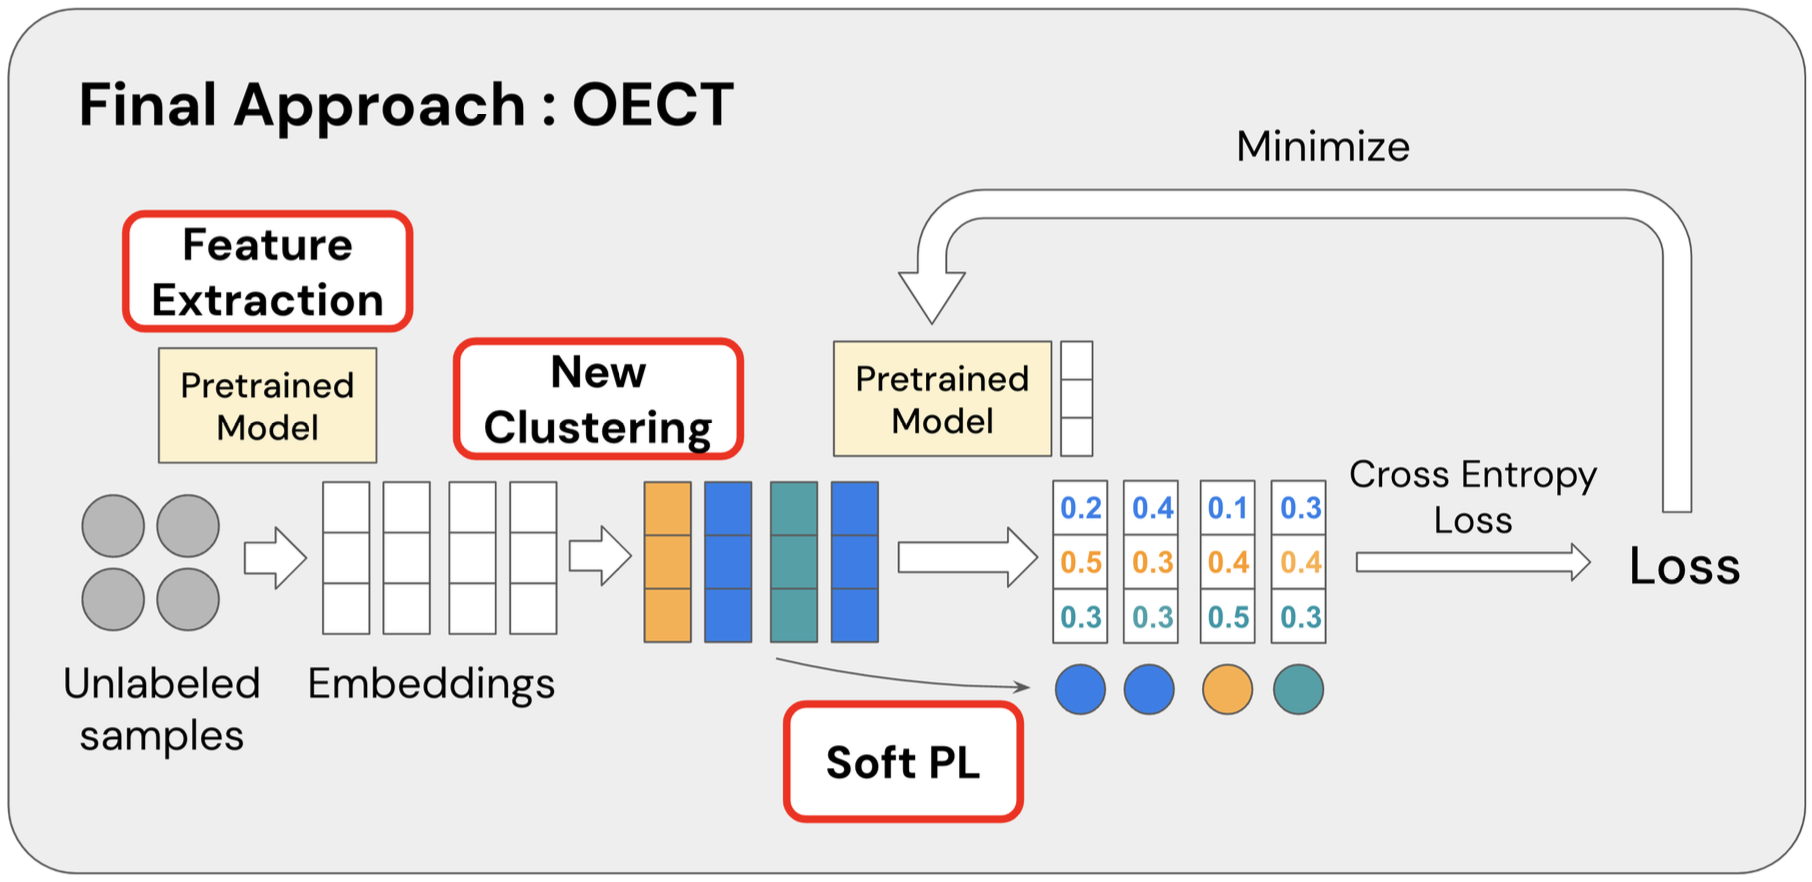 Final Approach : OECT
Minimize
Feature
Extraction
Pretrained
Model
New
Clustering
Pretrained
Model
Cross Entropy
Loss
0.2 0.4 0.1 0.3
0.5 0.3 0.4 0.4
0.3 0.3 0.5 0.3
Loss
Unlabeled
samples
Embeddings
Soft PL